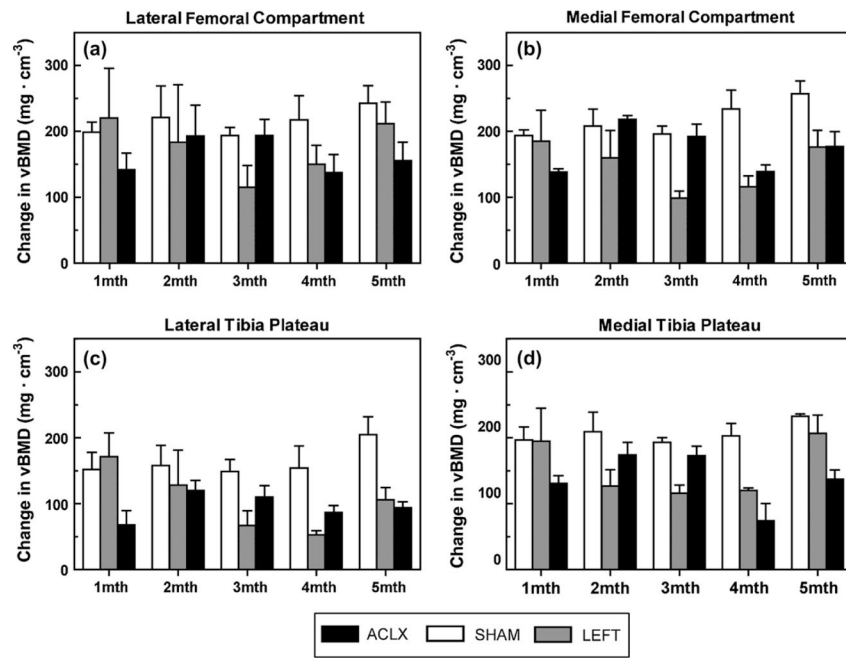 Lateral Femoral Compartment
(a)
Change in vBMD (mg · cm⁻³)
300
200
100
0
1mth 2mth 3mth 4mth 5mth
Medial Femoral Compartment
(b)
Change in vBMD (mg · cm⁻³)
300
200
100
0
1mth 2mth 3mth 4mth 5mth
Lateral Tibia Plateau
(c)
Change in vBMD (mg · cm⁻³)
300
200
100
0
1mth 2mth 3mth 4mth 5mth
Medial Tibia Plateau
(d)
Change in vBMD (mg · cm⁻³)
300
200
100
0
1mth 2mth 3mth 4mth 5mth
ACLX SHAM LEFT